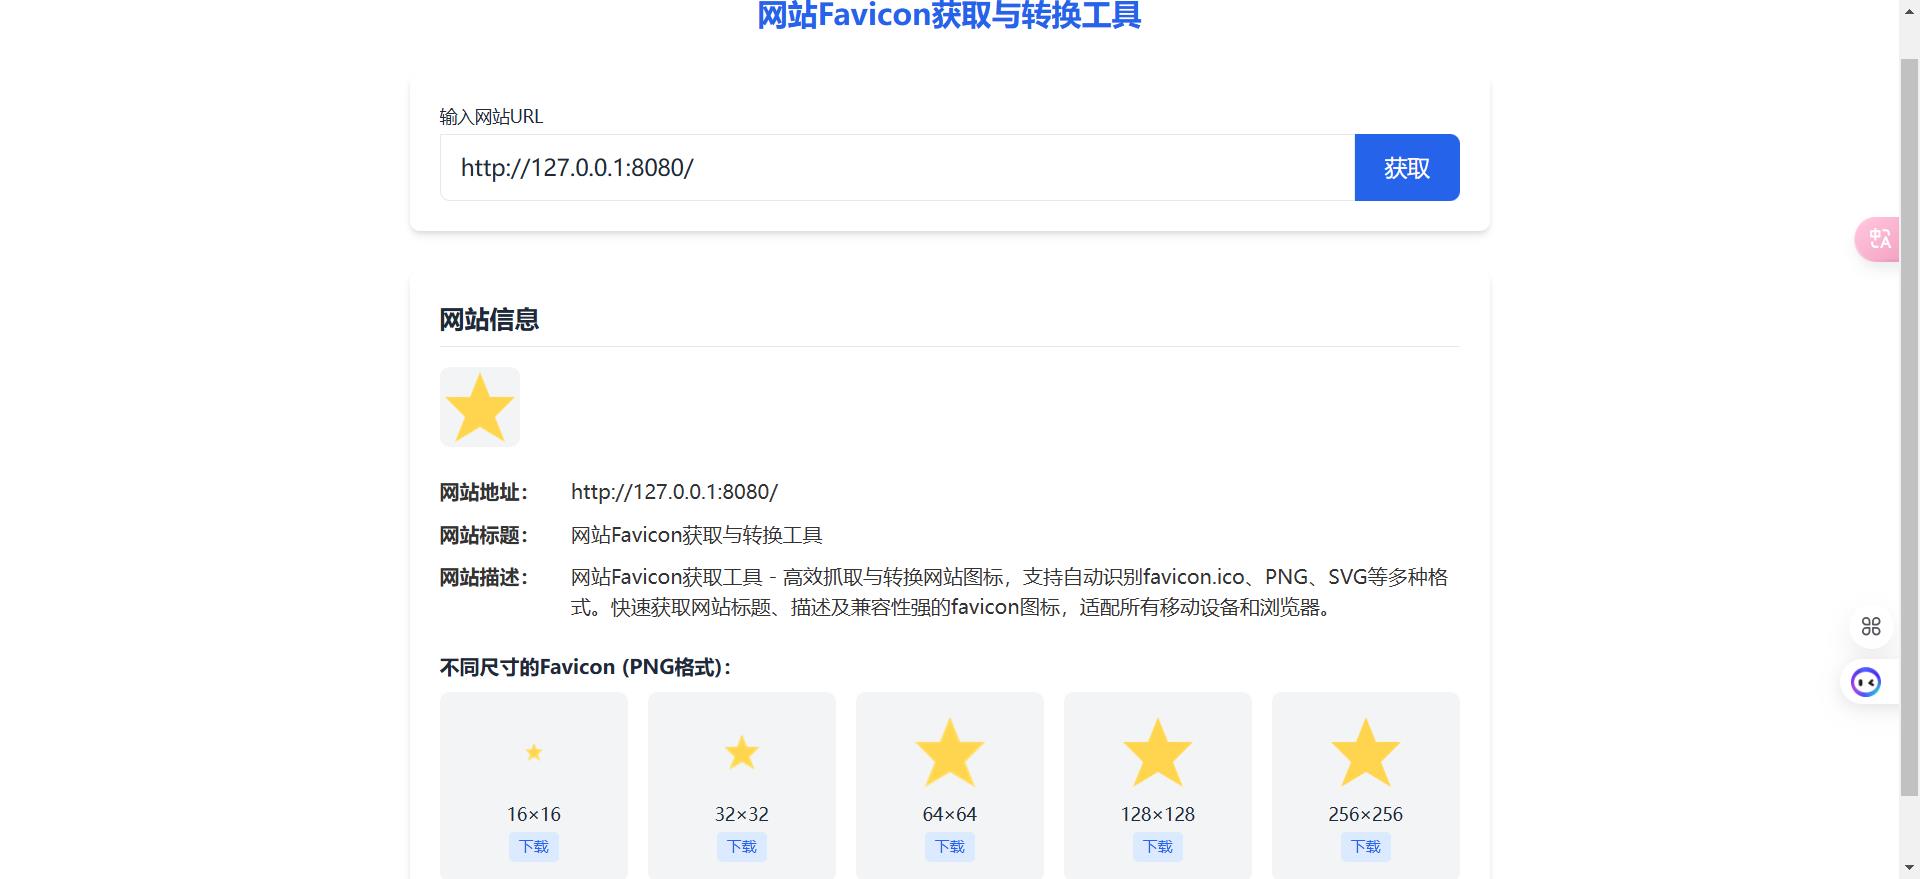 网站Favicon获取与转换工具
输入网站URL
http://127.0.0.1:8080/
获取
网站信息
网站地址： http://127.0.0.1:8080/
网站标题： 网站Favicon获取与转换工具
网站描述： 网站Favicon获取工具 - 高效抓取与转换网站图标，支持自动识别favicon.ico、PNG、SVG等多种格
式。快速获取网站标题、描述及兼容性强的favicon图标，适配所有移动设备和浏览器。
不同尺寸的Favicon (PNG格式)：
16×16 32×32 64×64 128×128 256×256
下载 下载 下载 下载 下载